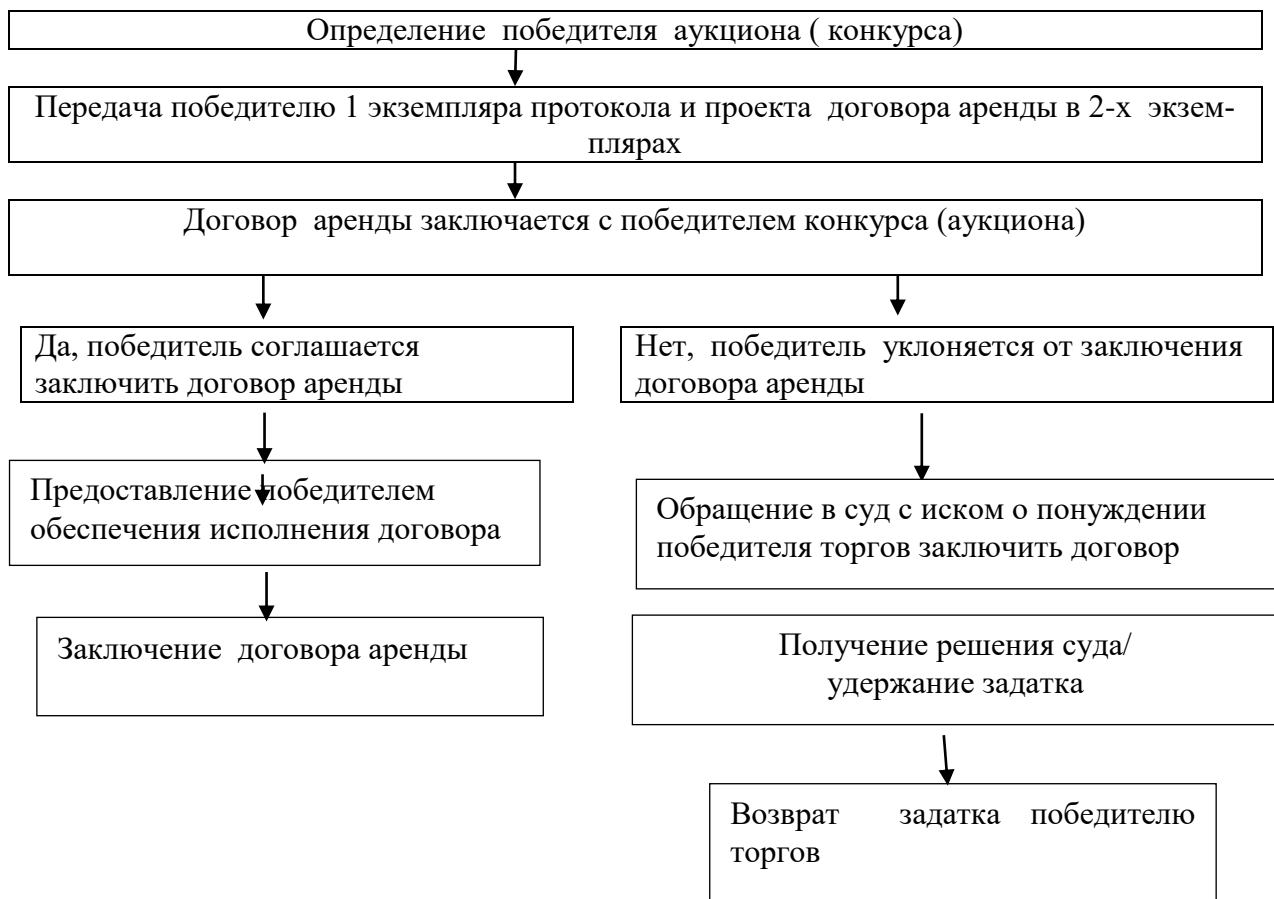 Определение победителя аукциона ( конкурса)
Передача победителю 1 экземпляра протокола и проекта договора аренды в 2-х экзем-
плярах
Договор аренды заключается с победителем конкурса (аукциона)
Да, победитель соглашается
заключить договор аренды
Нет, победитель уклоняется от заключения
договора аренды
Предоставление победителем
обеспечения исполнения договора
Обращение в суд с иском о понуждении
победителя торгов заключить договор
Заключение договора аренды
Получение решения суда/
удержание задатка
Возврат задатка победителю
торгов